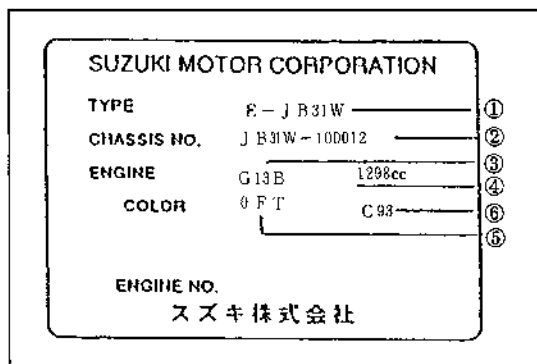 SUZUKI MOTOR CORPORATION
TYPE E-JB31W ①
CHASSIS NO. JB31W-100012 ②
③
ENGINE G13B 1298cc ④
COLOR 0FT C93 ⑥
⑤
ENGINE NO.
スズキ株式会社